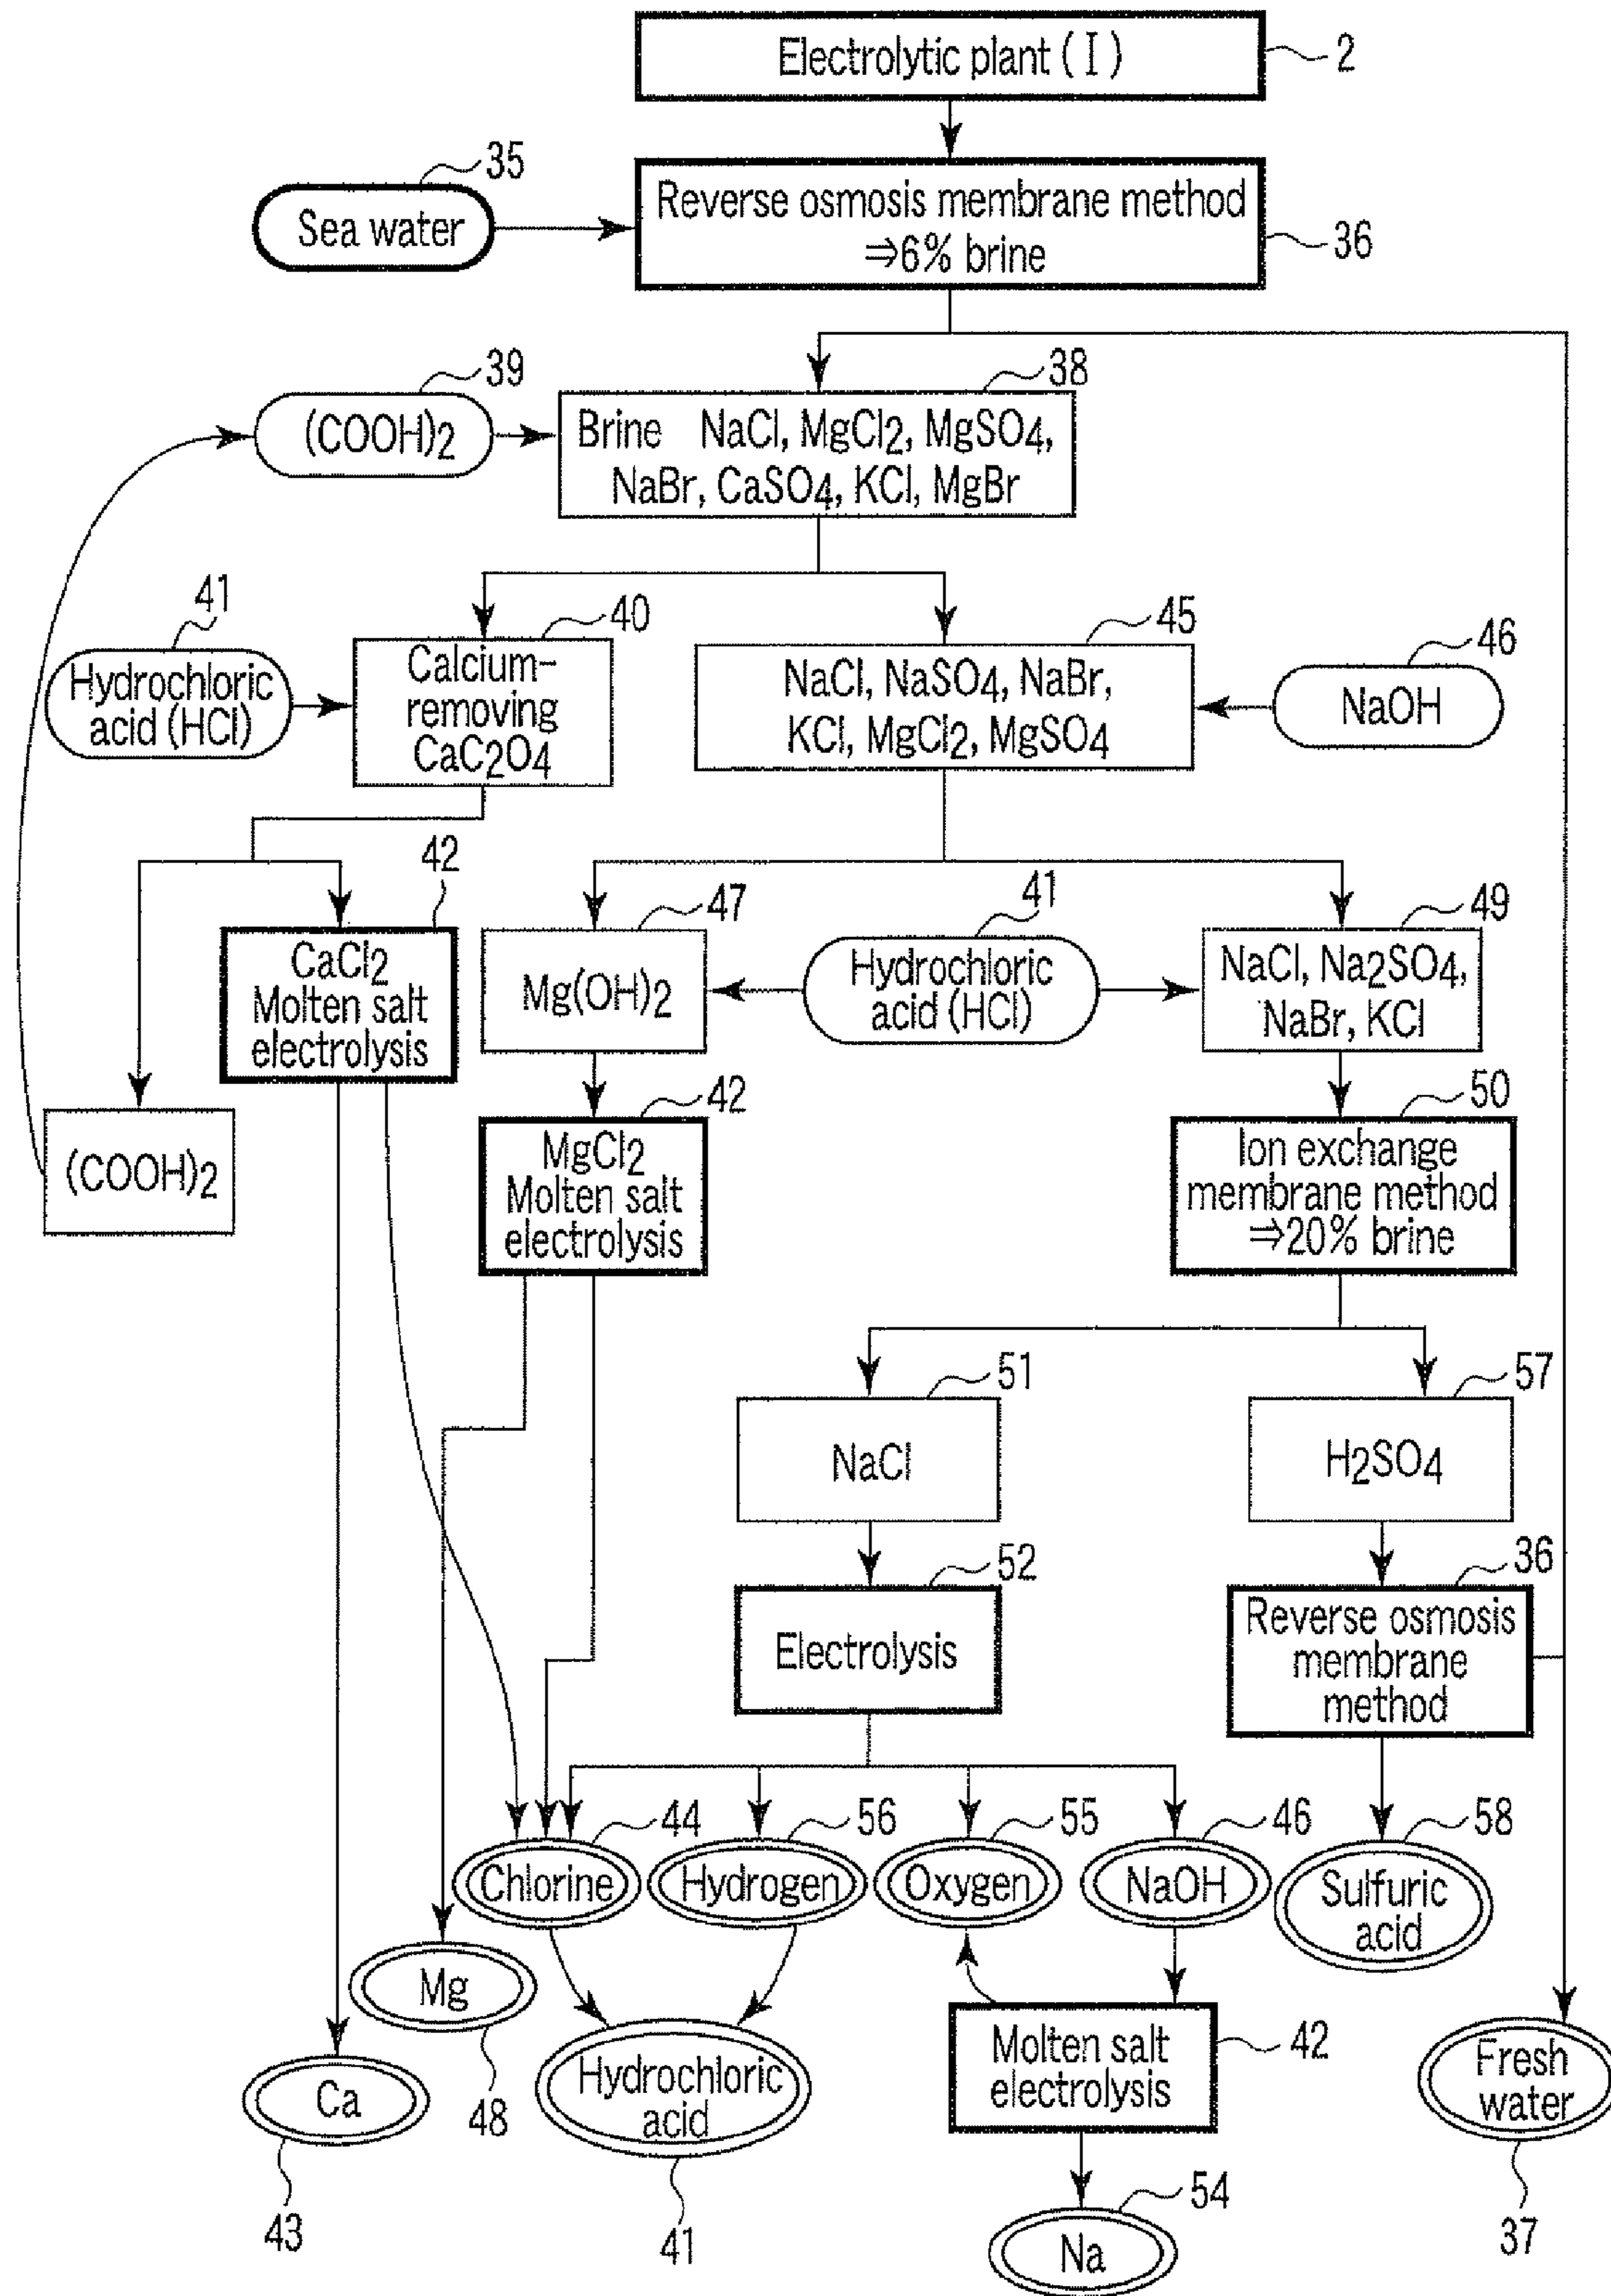 Electrolytic plant (I)
2
35
Sea water
Reverse osmosis membrane method
⇒6% brine
36
39
(COOH)2
38
Brine NaCl, MgCl2, MgSO4,
NaBr, CaSO4, KCl, MgBr
41
Hydrochloric
acid (HCl)
40
Calcium-
removing
CaC2O4
45
NaCl, NaSO4, NaBr,
KCl, MgCl2, MgSO4
46
NaOH
42
CaCl2
Molten salt
electrolysis
47
Mg(OH)2
41
Hydrochloric
acid (HCl)
49
NaCl, Na2SO4,
NaBr, KCl
(COOH)2
42
MgCl2
Molten salt
electrolysis
50
Ion exchange
membrane method
⇒20% brine
51
NaCl
57
H2SO4
52
Electrolysis
36
Reverse osmosis
membrane
method
44
Chlorine
56
Hydrogen
55
Oxygen
46
NaOH
58
Sulfuric
acid
Mg
48
Ca
43
Hydrochloric
acid
41
Molten salt
electrolysis
42
Fresh
water
37
54
Na